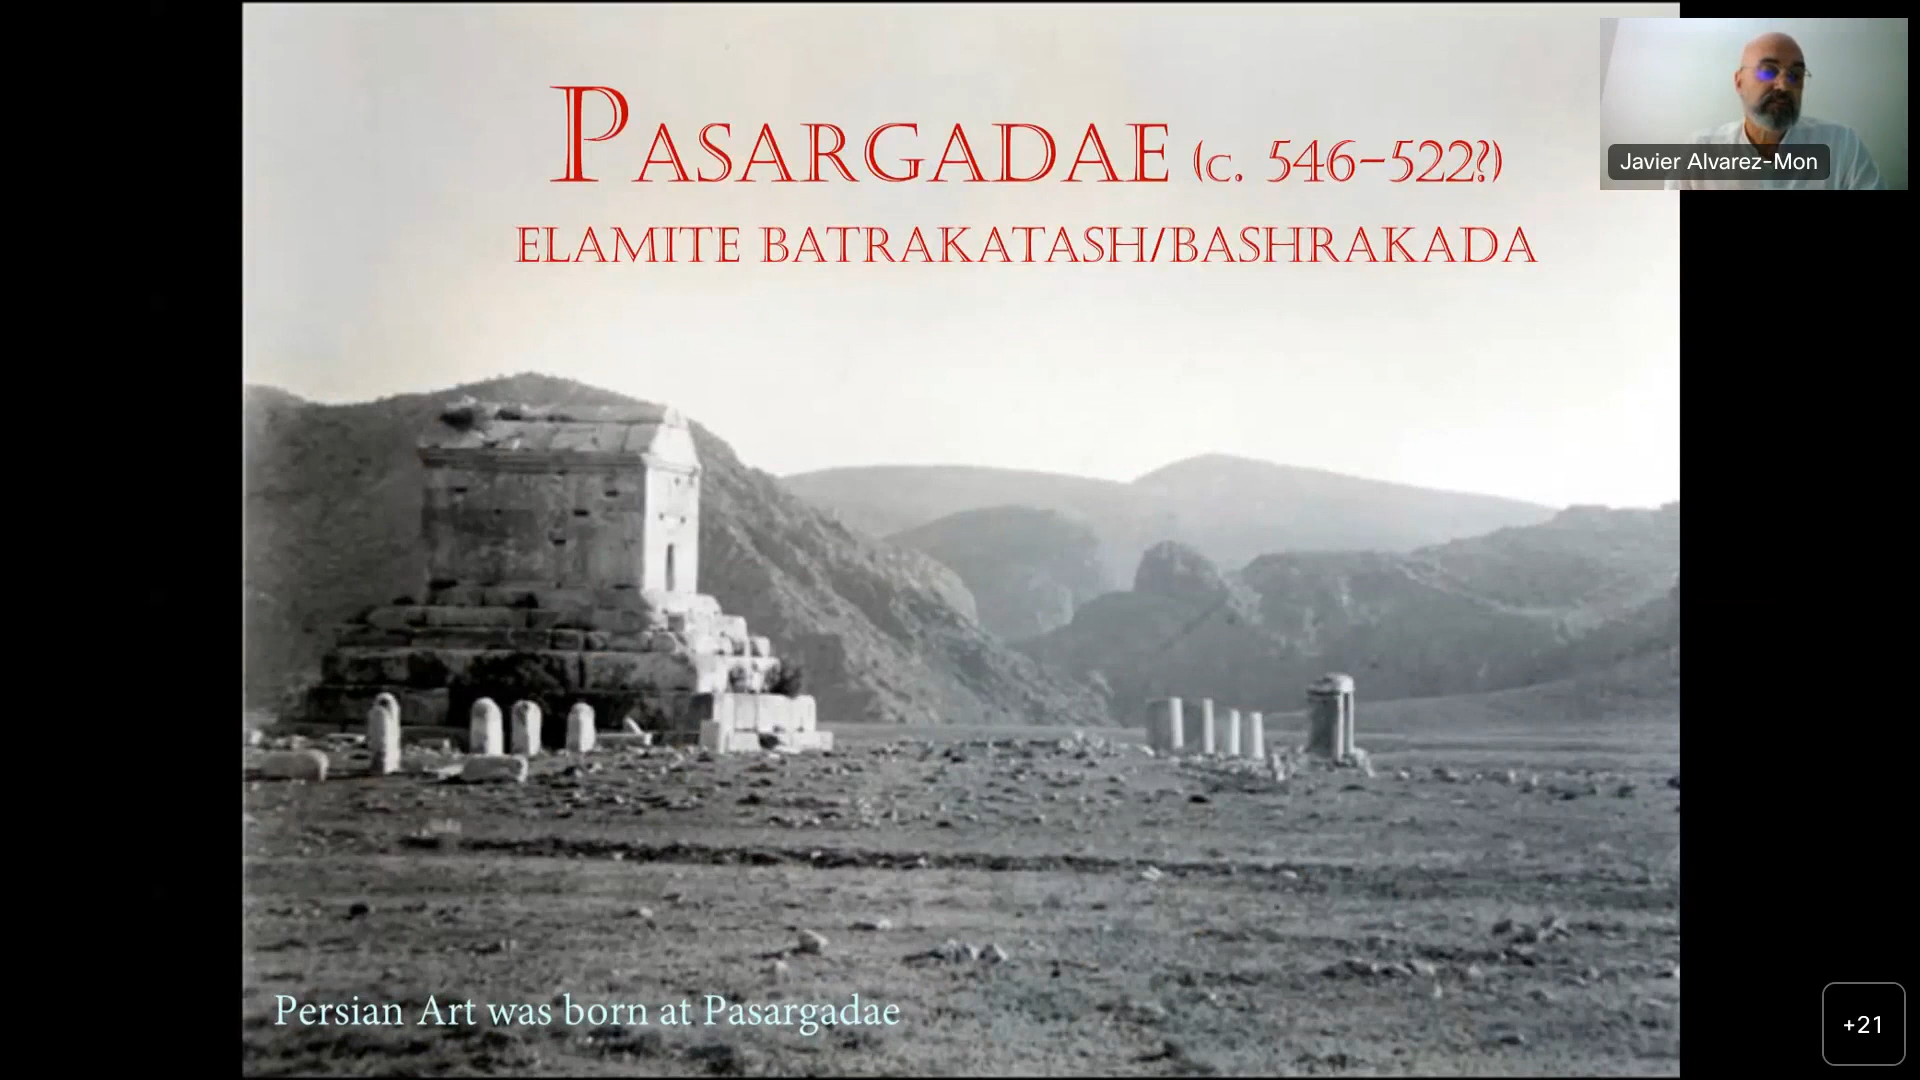 PASARGADAE (c. 546–522?)
ELAMITE BATRAKATASH/BASHRAKADA
Javier Alvarez-Mon
Persian Art was born at Pasargadae
+21